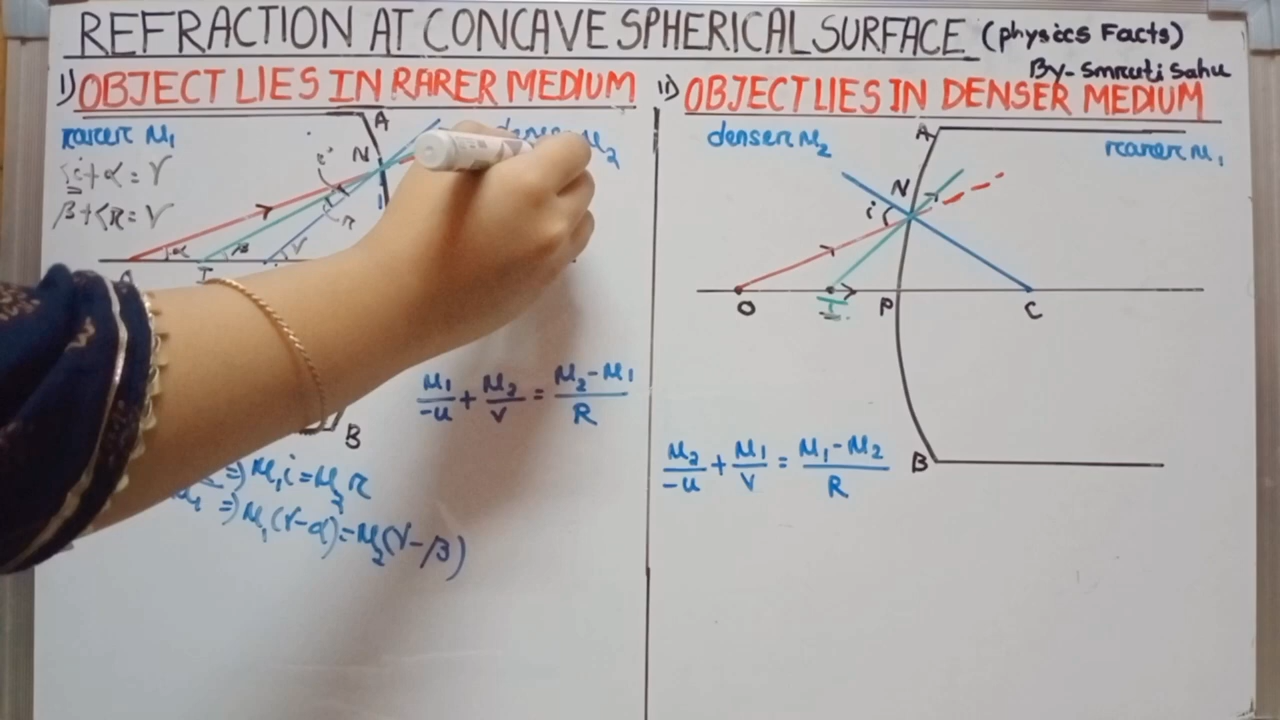 REFRACTION AT CONCAVE SPHERICAL SURFACE (physics Facts)
By- Smruti Sahu
i) OBJECT LIES IN RARER MEDIUM
rarer μ₁
∠i+α=γ
β+∠r=γ
A
N
i
r
α
β
γ
I
B
μ₁/-u + μ₂/v = μ₂-μ₁/R
⇒ μ₁i=μ₂r
⇒ μ₁(γ-α)=μ₂(γ-β)
ii) OBJECT LIES IN DENSER MEDIUM
denser μ₂
rarer μ₁
A
N
i
O
I
P
C
B
μ₂/-u + μ₁/v = μ₁-μ₂/R